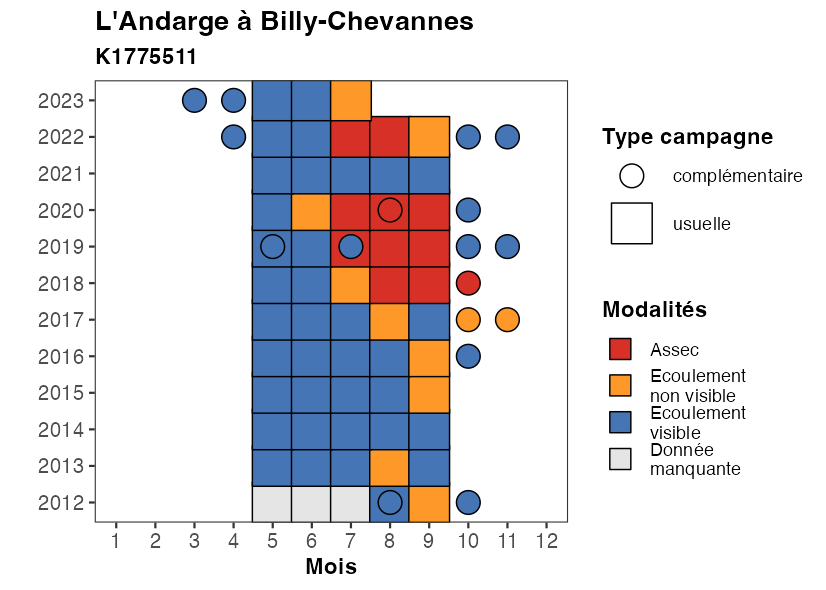 L'Andarge à Billy-Chevannes
K1775511
2023
2022
2021
2020
2019
2018
2017
2016
2015
2014
2013
2012
1 2 3 4 5 6 7 8 9 10 11 12
Mois
Type campagne
complémentaire
usuelle
Modalités
Assec
Ecoulement
non visible
Ecoulement
visible
Donnée
manquante